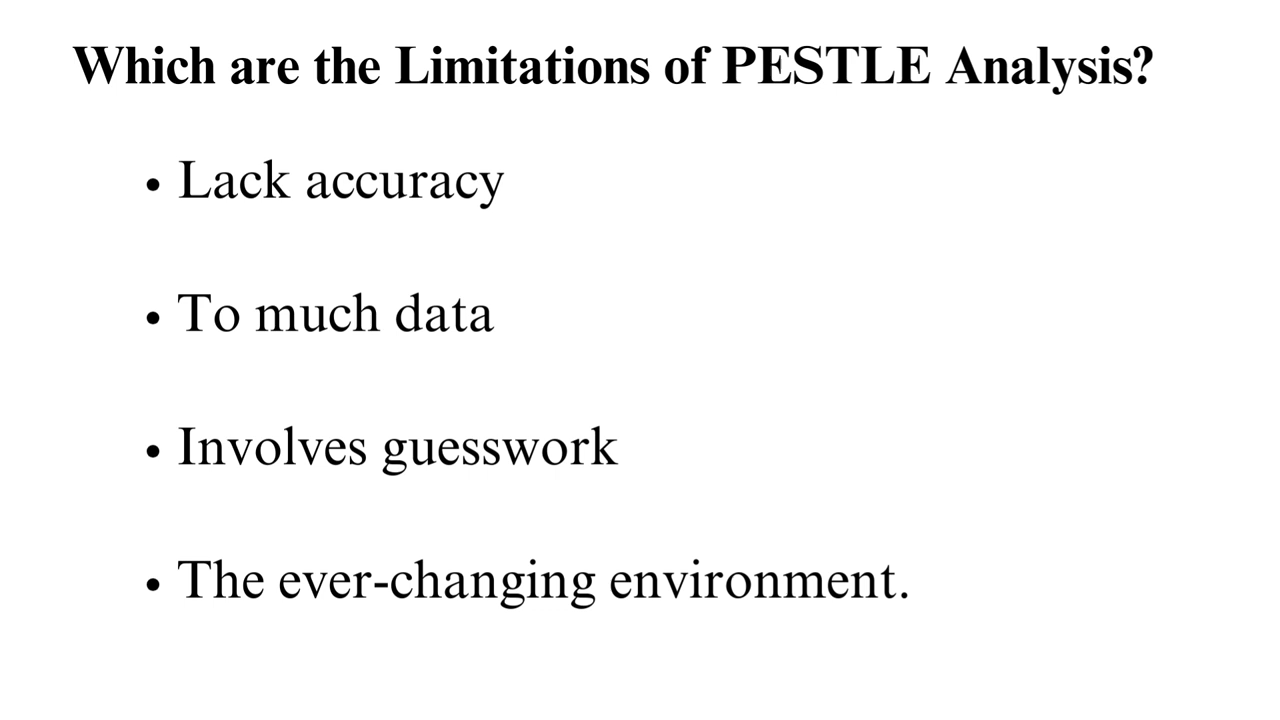 Which are the Limitations of PESTLE Analysis?
• Lack accuracy
• To much data
• Involves guesswork
• The ever-changing environment.